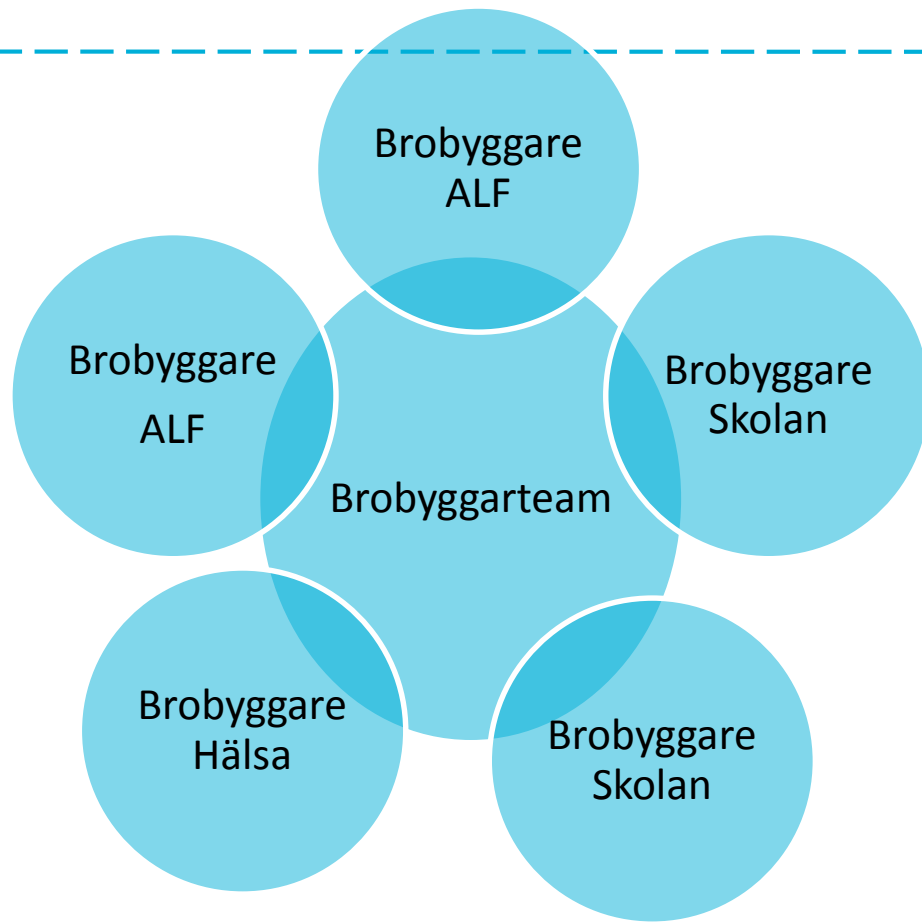 Brobyggare
ALF
Brobyggare
ALF
Brobyggare
Skolan
Brobyggarteam
Brobyggare
Hälsa
Brobyggare
Skolan